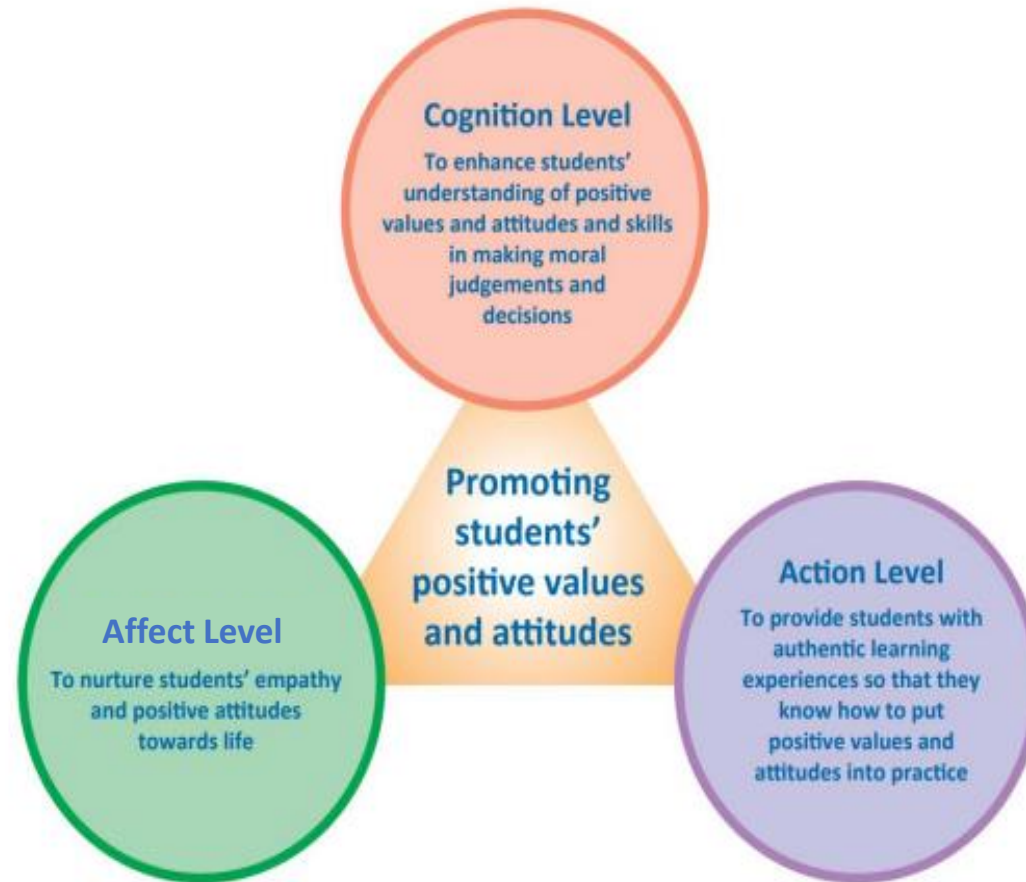 Cognition Level
To enhance students'
understanding of positive
values and attitudes and skills
in making moral
judgements and
decisions
Promoting
students'
positive values
and attitudes
Affect Level
To nurture students' empathy
and positive attitudes
towards life
Action Level
To provide students with
authentic learning
experiences so that they
know how to put
positive values and
attitudes into practice